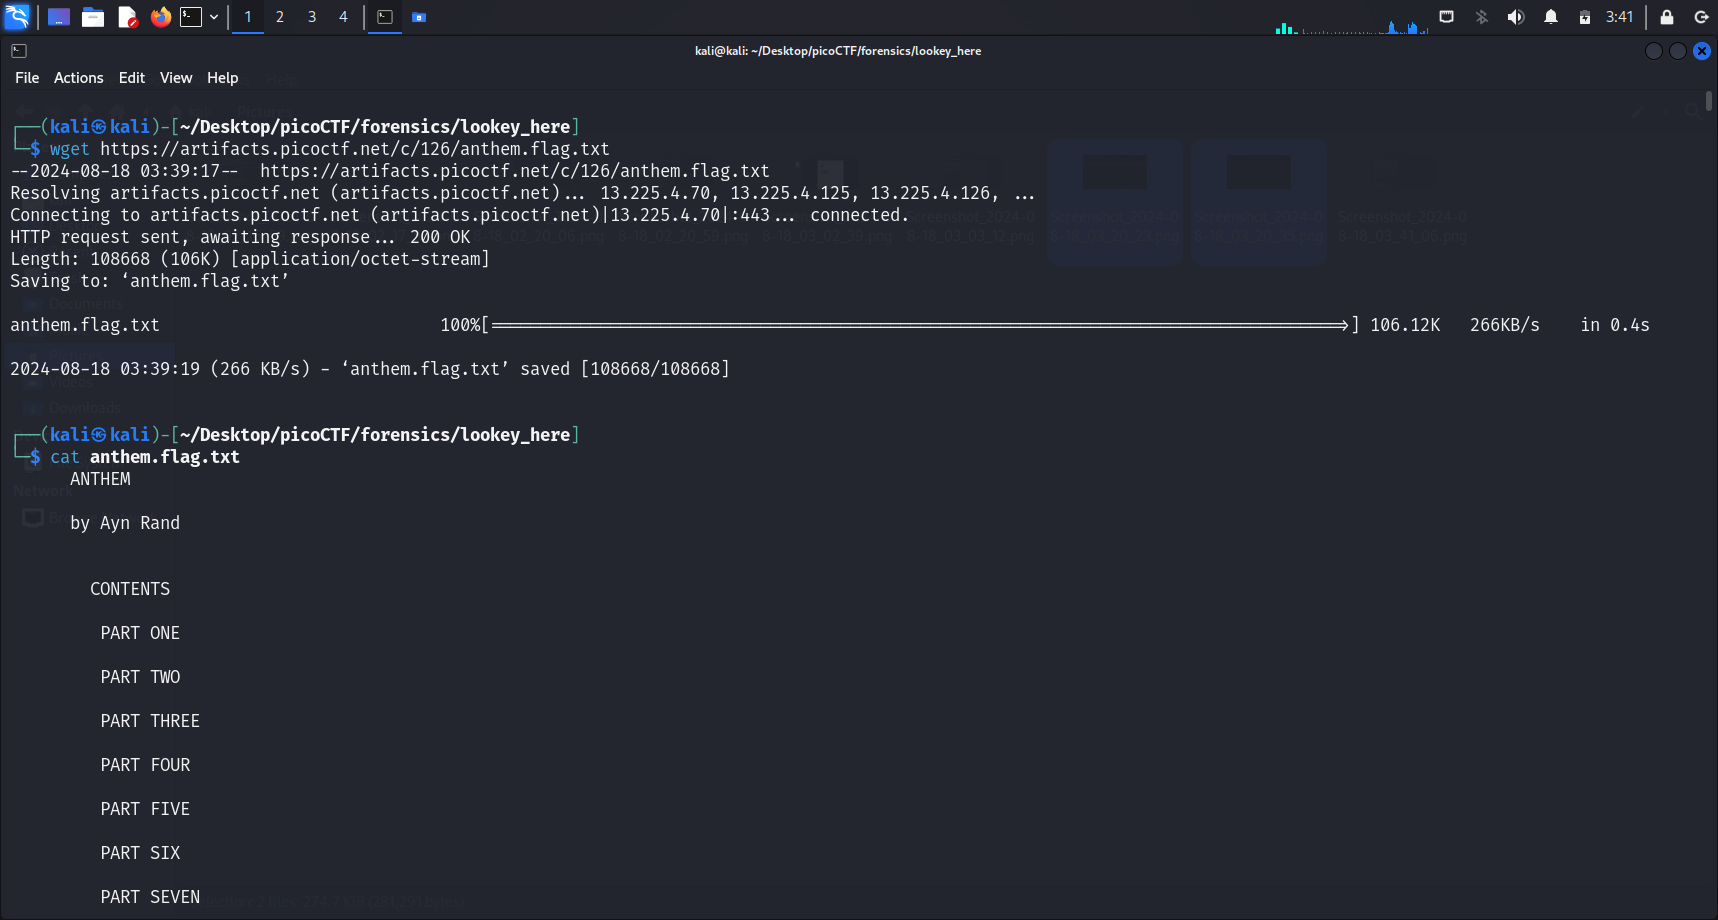 1 2 3 4 3:41
kali@kali: ~/Desktop/picoCTF/forensics/lookey_here
File Actions Edit View Help
┌──(kali㉿kali)-[~/Desktop/picoCTF/forensics/lookey_here]
└─$ wget https://artifacts.picoctf.net/c/126/anthem.flag.txt
--2024-08-18 03:39:17-- https://artifacts.picoctf.net/c/126/anthem.flag.txt
Resolving artifacts.picoctf.net (artifacts.picoctf.net)... 13.225.4.70, 13.225.4.125, 13.225.4.126, ...
Connecting to artifacts.picoctf.net (artifacts.picoctf.net)|13.225.4.70|:443... connected.
HTTP request sent, awaiting response... 200 OK
Length: 108668 (106K) [application/octet-stream]
Saving to: ‘anthem.flag.txt’
Documents
anthem.flag.txt 100%[=====================================================================================>] 106.12K 266KB/s in 0.4s
2024-08-18 03:39:19 (266 KB/s) - ‘anthem.flag.txt’ saved [108668/108668]
Videos
Downloads
┌──(kali㉿kali)-[~/Desktop/picoCTF/forensics/lookey_here]
└─$ cat anthem.flag.txt
ANTHEM
Network
by Ayn Rand
CONTENTS
PART ONE
PART TWO
PART THREE
PART FOUR
PART FIVE
PART SIX
PART SEVEN